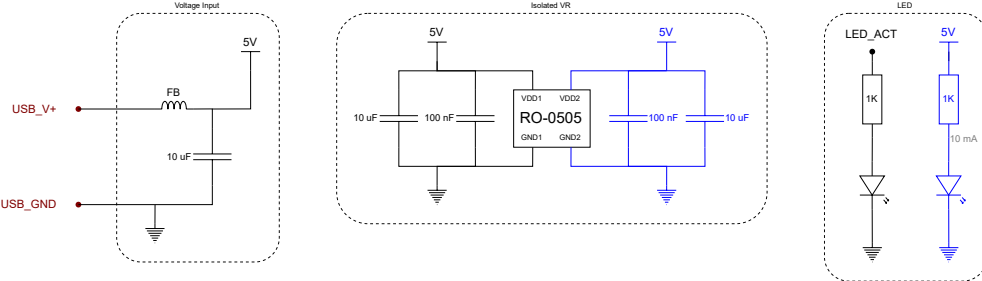 Voltage Input
5V
FB
USB_V+
10 uF
USB_GND
Isolated VR
5V
5V
VDD1
VDD2
10 uF
100 nF
RO-0505
100 nF
10 uF
GND1
GND2
LED
LED_ACT
5V
1K
1K
10 mA